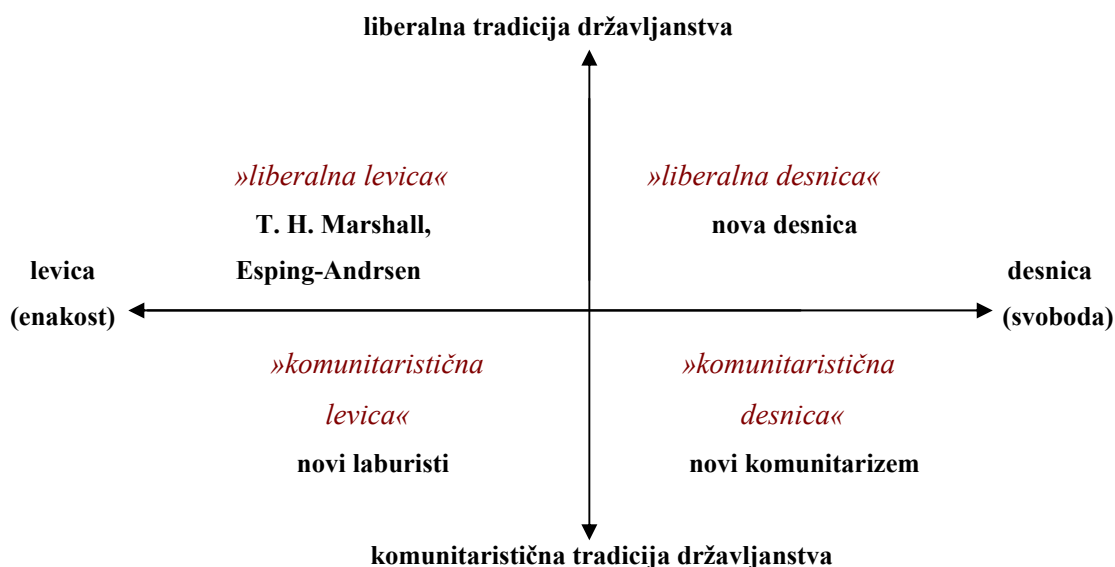 liberalna tradicija državljanstva
»liberalna levica«
»liberalna desnica«
T. H. Marshall,
nova desnica
levica
Esping-Andrsen
desnica
(enakost)
(svoboda)
»komunitaristična
»komunitaristična
levica«
desnica«
novi laburisti
novi komunitarizem
komunitaristična tradicija državljanstva